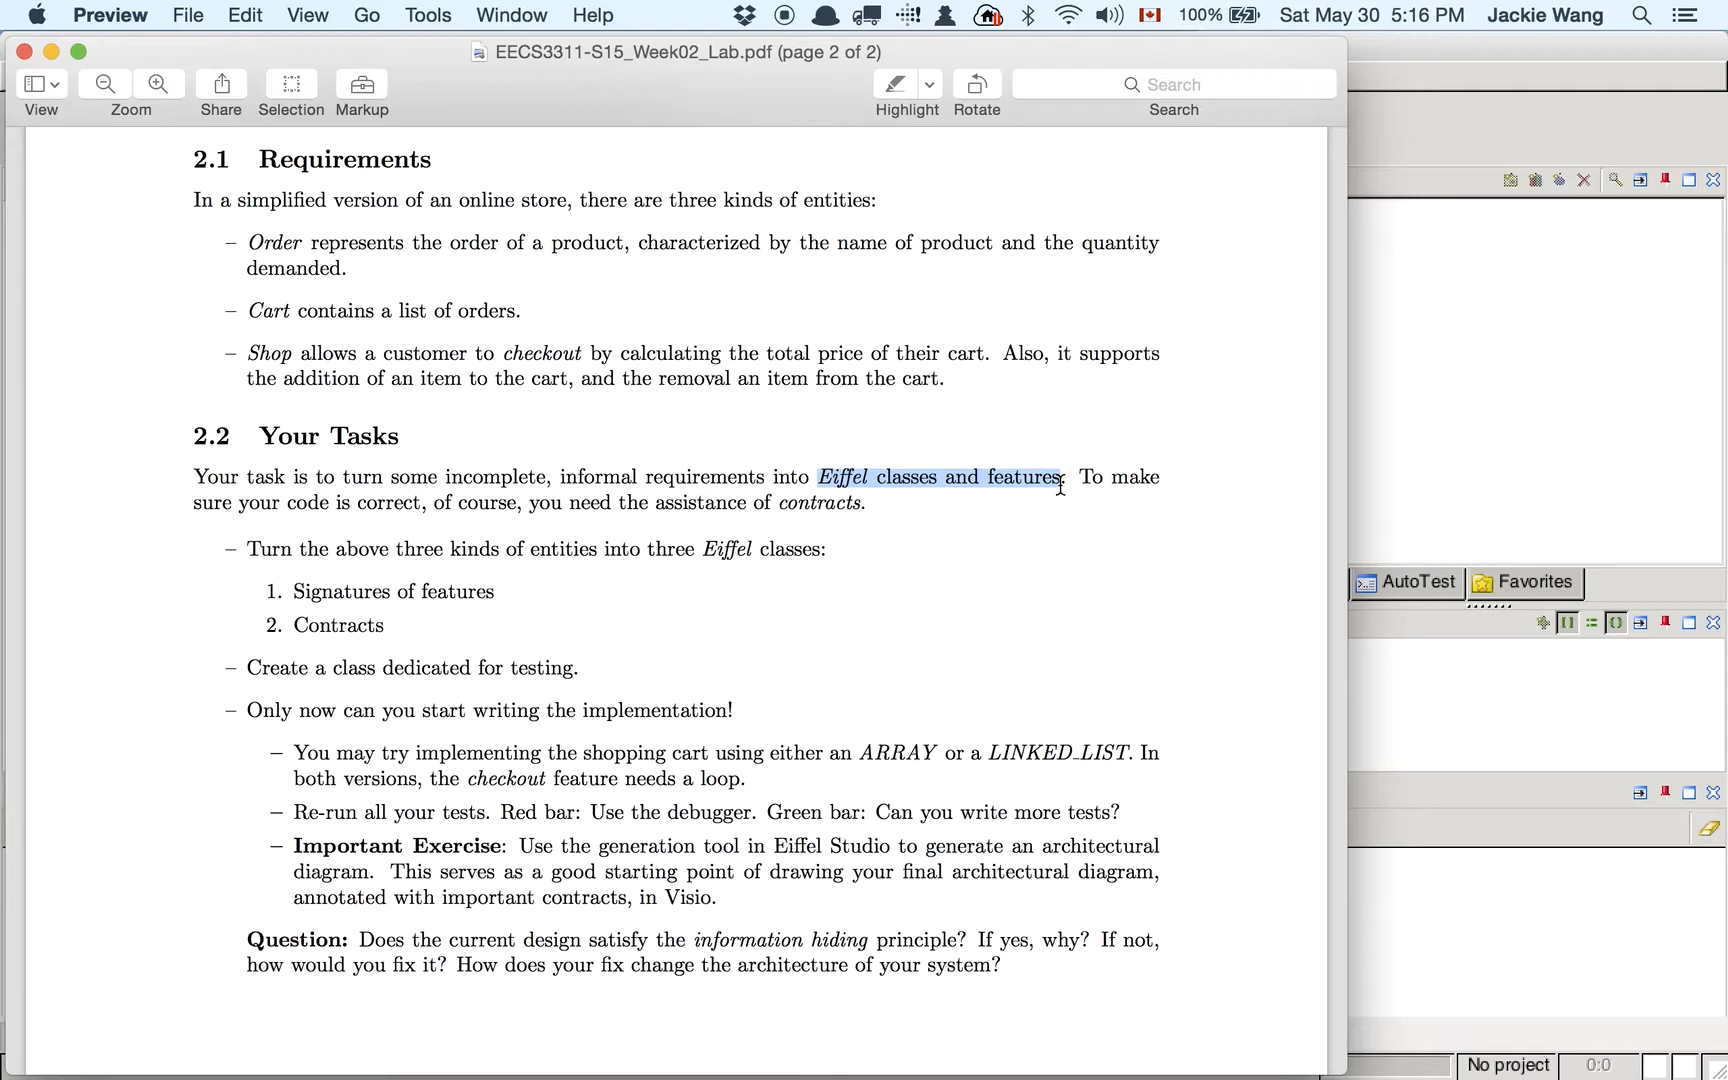 Preview File Edit View Go Tools Window Help 100% Sat May 30 5:16 PM Jackie Wang
EECS3311-S15_Week02_Lab.pdf (page 2 of 2)
View Zoom Share Selection Markup Highlight Rotate Search
Search
2.1 Requirements
In a simplified version of an online store, there are three kinds of entities:
– Order represents the order of a product, characterized by the name of product and the quantity
demanded.
– Cart contains a list of orders.
– Shop allows a customer to checkout by calculating the total price of their cart. Also, it supports
the addition of an item to the cart, and the removal an item from the cart.
2.2 Your Tasks
Your task is to turn some incomplete, informal requirements into Eiffel classes and features. To make
sure your code is correct, of course, you need the assistance of contracts.
– Turn the above three kinds of entities into three Eiffel classes:
1. Signatures of features
2. Contracts
– Create a class dedicated for testing.
– Only now can you start writing the implementation!
– You may try implementing the shopping cart using either an ARRAY or a LINKED_LIST. In
both versions, the checkout feature needs a loop.
– Re-run all your tests. Red bar: Use the debugger. Green bar: Can you write more tests?
– Important Exercise: Use the generation tool in Eiffel Studio to generate an architectural
diagram. This serves as a good starting point of drawing your final architectural diagram,
annotated with important contracts, in Visio.
Question: Does the current design satisfy the information hiding principle? If yes, why? If not,
how would you fix it? How does your fix change the architecture of your system?
AutoTest Favorites
No project 0:0